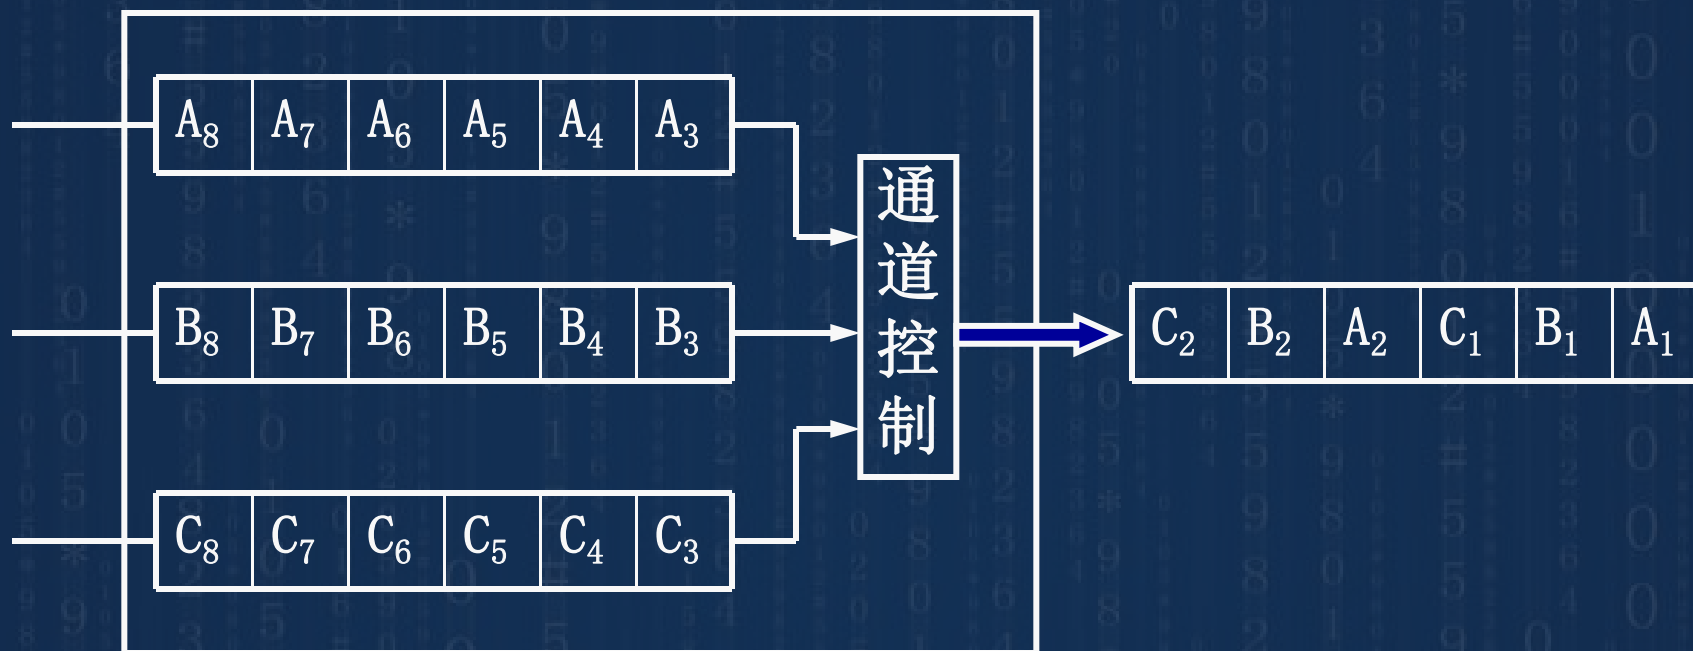 A₈ A₇ A₆ A₅ A₄ A₃
B₈ B₇ B₆ B₅ B₄ B₃
C₈ C₇ C₆ C₅ C₄ C₃
通道控制
C₂ B₂ A₂ C₁ B₁ A₁